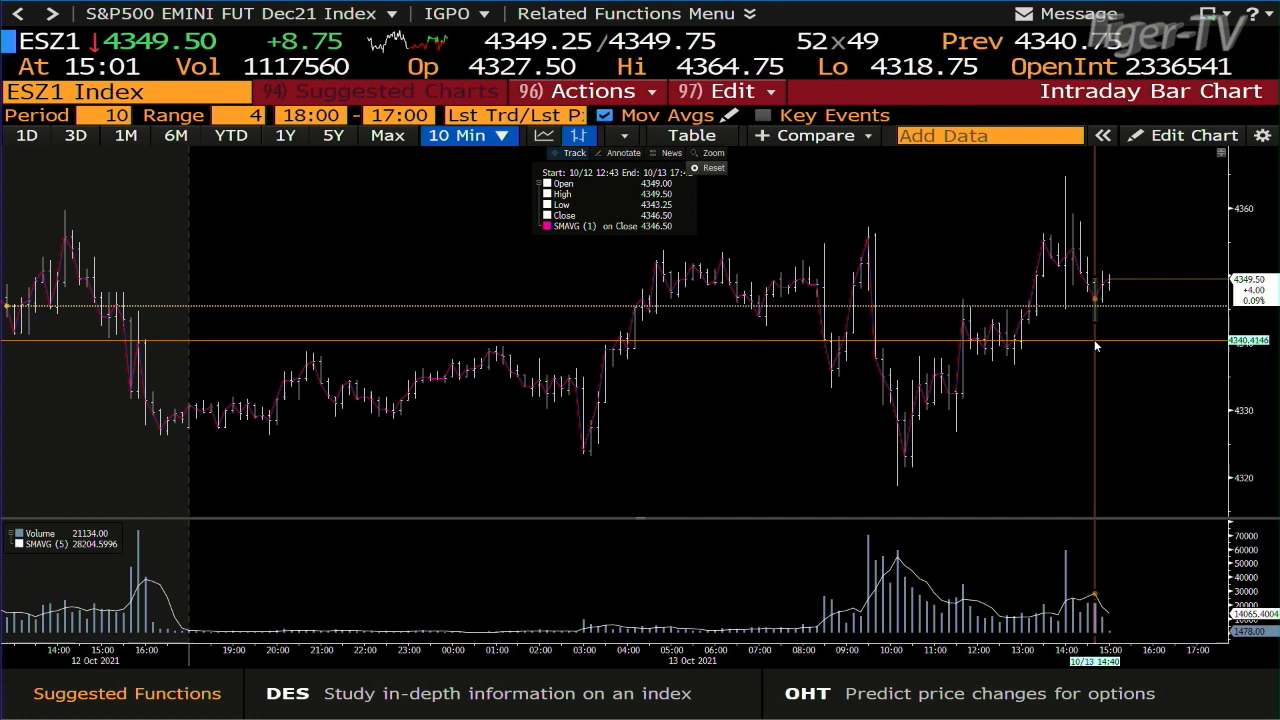 < > S&P500 EMINI FUT Dec21 Index IGPO Related Functions Menu Message ?
ESZ1 ↓4349.50 +8.75 4349.25/4349.75 52x49 Prev 4340.75
At 15:01 Vol 1117560 Op 4327.50 Hi 4364.75 Lo 4318.75 OpenInt 2336541
ESZ1 Index 94) Suggested Charts 96) Actions 97) Edit Intraday Bar Chart
Period 10 Range 4 18:00 - 17:00 Lst Trd/Lst P: Mov Avgs Key Events
1D 3D 1M 6M YTD 1Y 5Y Max 10 Min ▼ Table + Compare Add Data « Edit Chart
Track Annotate News Zoom
Reset
Start: 10/12 12:43 End: 10/13 17:4
Open 4349.00
High 4349.50
Low 4343.25
Close 4346.50
SMAVG (1) on Close 4346.50
4360
4349.50
+4.00
0.09%
4340.4146
4330
4320
Volume 21134.00
SMAVG (5) 28204.5996
70000
60000
50000
40000
30000
20000
14065.4004
1478.00
14:00 15:00 16:00 19:00 20:00 21:00 22:00 23:00 00:00 01:00 02:00 03:00 04:00 05:00 06:00 07:00 08:00 09:00 10:00 11:00 12:00 13:00 14:00 15:00 16:00 17:00
12 Oct 2021 13 Oct 2021 10/13 14:40
Suggested Functions DES Study in-depth information on an index OHT Predict price changes for options